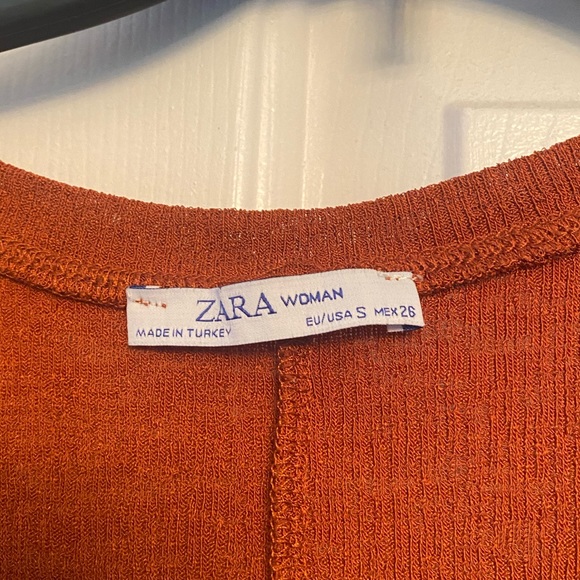 ZARA WOMAN
MADE IN TURKEY EU/USA S MEX 26